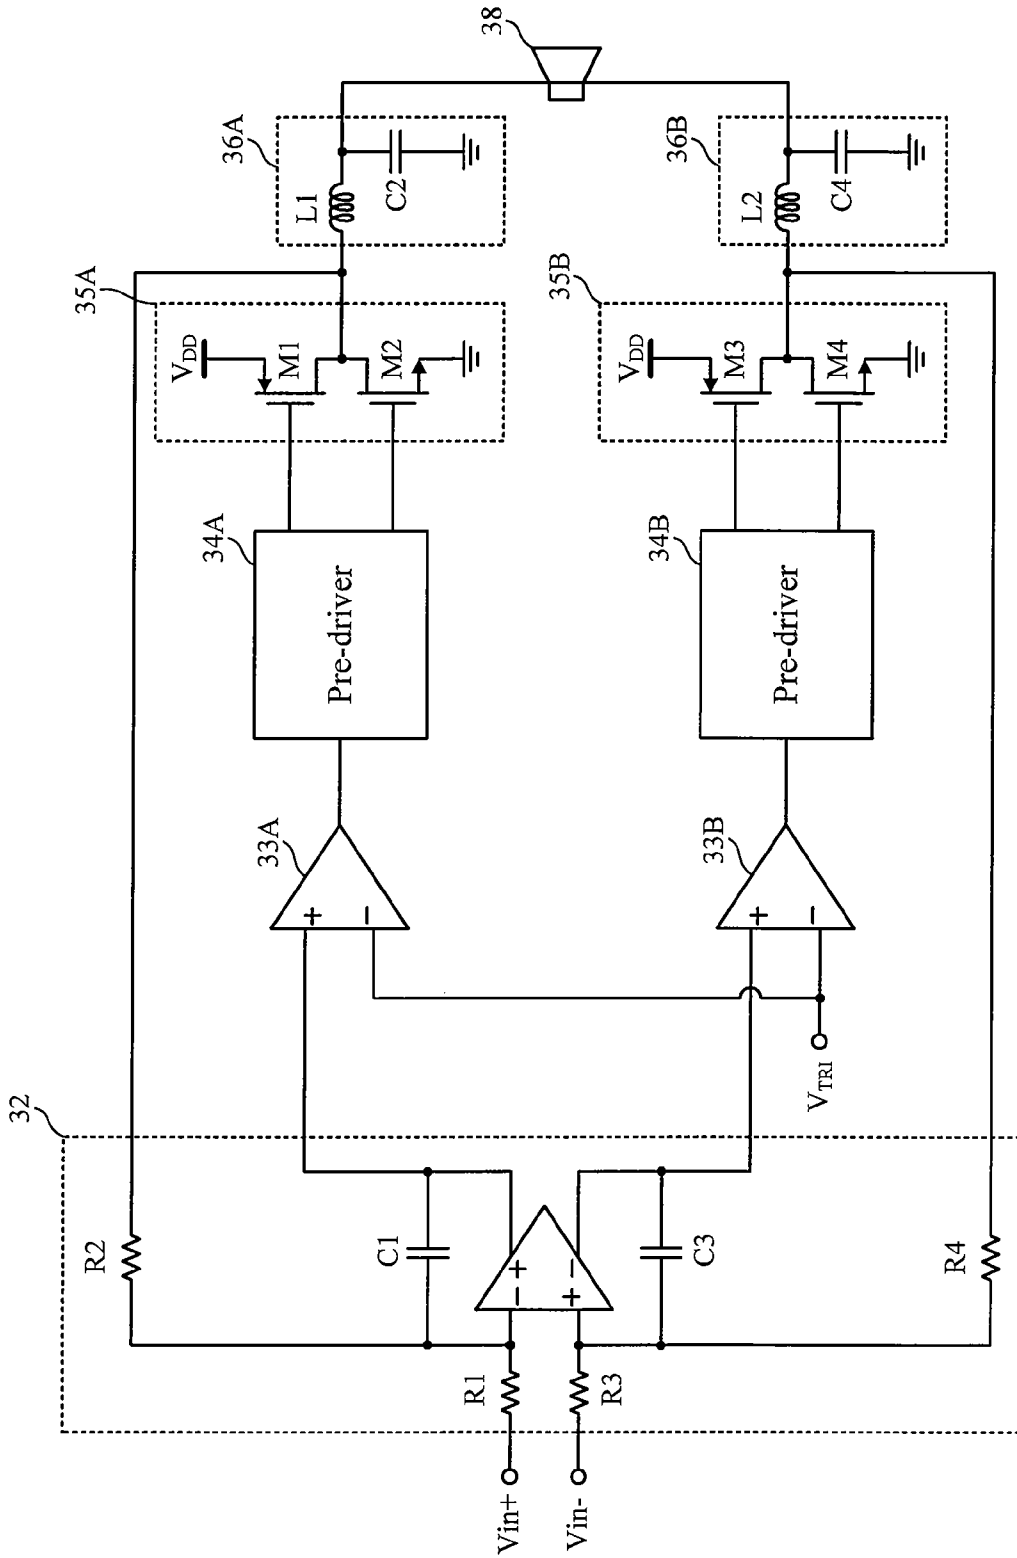 32
R2
C1
R1
Vin+
Vin-
R3
C3
R4
+
−
+
−
33A
+
−
33B
+
−
VTRI
34A
Pre-driver
34B
Pre-driver
35A
VDD
M1
M2
35B
VDD
M3
M4
36A
L1
C2
36B
L2
C4
38